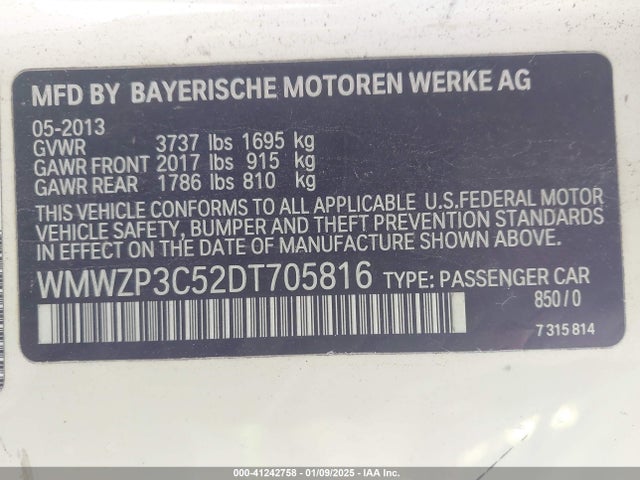 MFD BY BAYERISCHE MOTOREN WERKE AG
05-2013
GVWR 3737 lbs 1695 kg
GAWR FRONT 2017 lbs 915 kg
GAWR REAR 1786 lbs 810 kg
THIS VEHICLE CONFORMS TO ALL APPLICABLE U.S.FEDERAL MOTOR
VEHICLE SAFETY, BUMPER AND THEFT PREVENTION STANDARDS
IN EFFECT ON THE DATE OF MANUFACTURE SHOWN ABOVE.
WMWZP3C52DT705816 TYPE: PASSENGER CAR
850/0
7 315 814
000-41242758 - 01/09/2025 - IAA Inc.